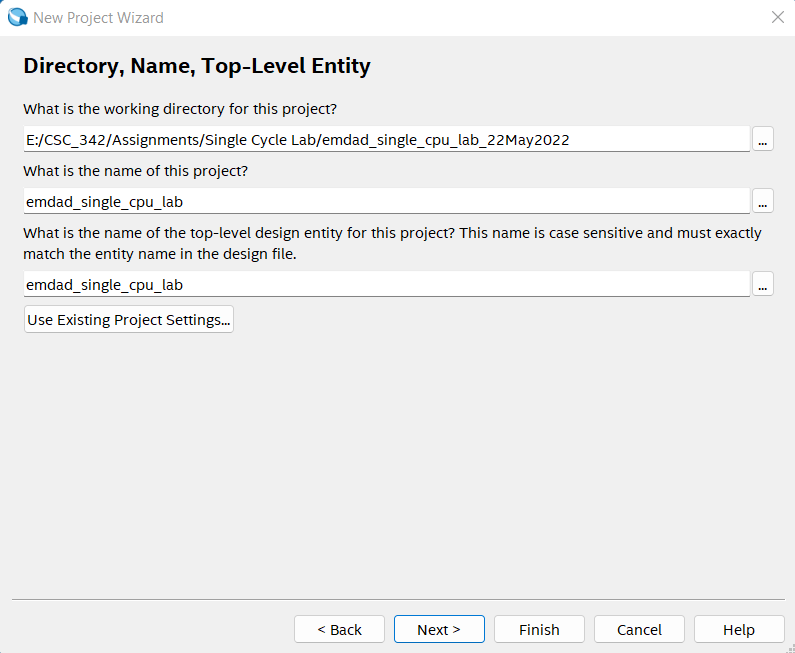 New Project Wizard
Directory, Name, Top-Level Entity
What is the working directory for this project?
E:/CSC_342/Assignments/Single Cycle Lab/emdad_single_cpu_lab_22May2022
...
What is the name of this project?
emdad_single_cpu_lab
...
What is the name of the top-level design entity for this project? This name is case sensitive and must exactly
match the entity name in the design file.
emdad_single_cpu_lab
...
Use Existing Project Settings...
< Back
Next >
Finish
Cancel
Help